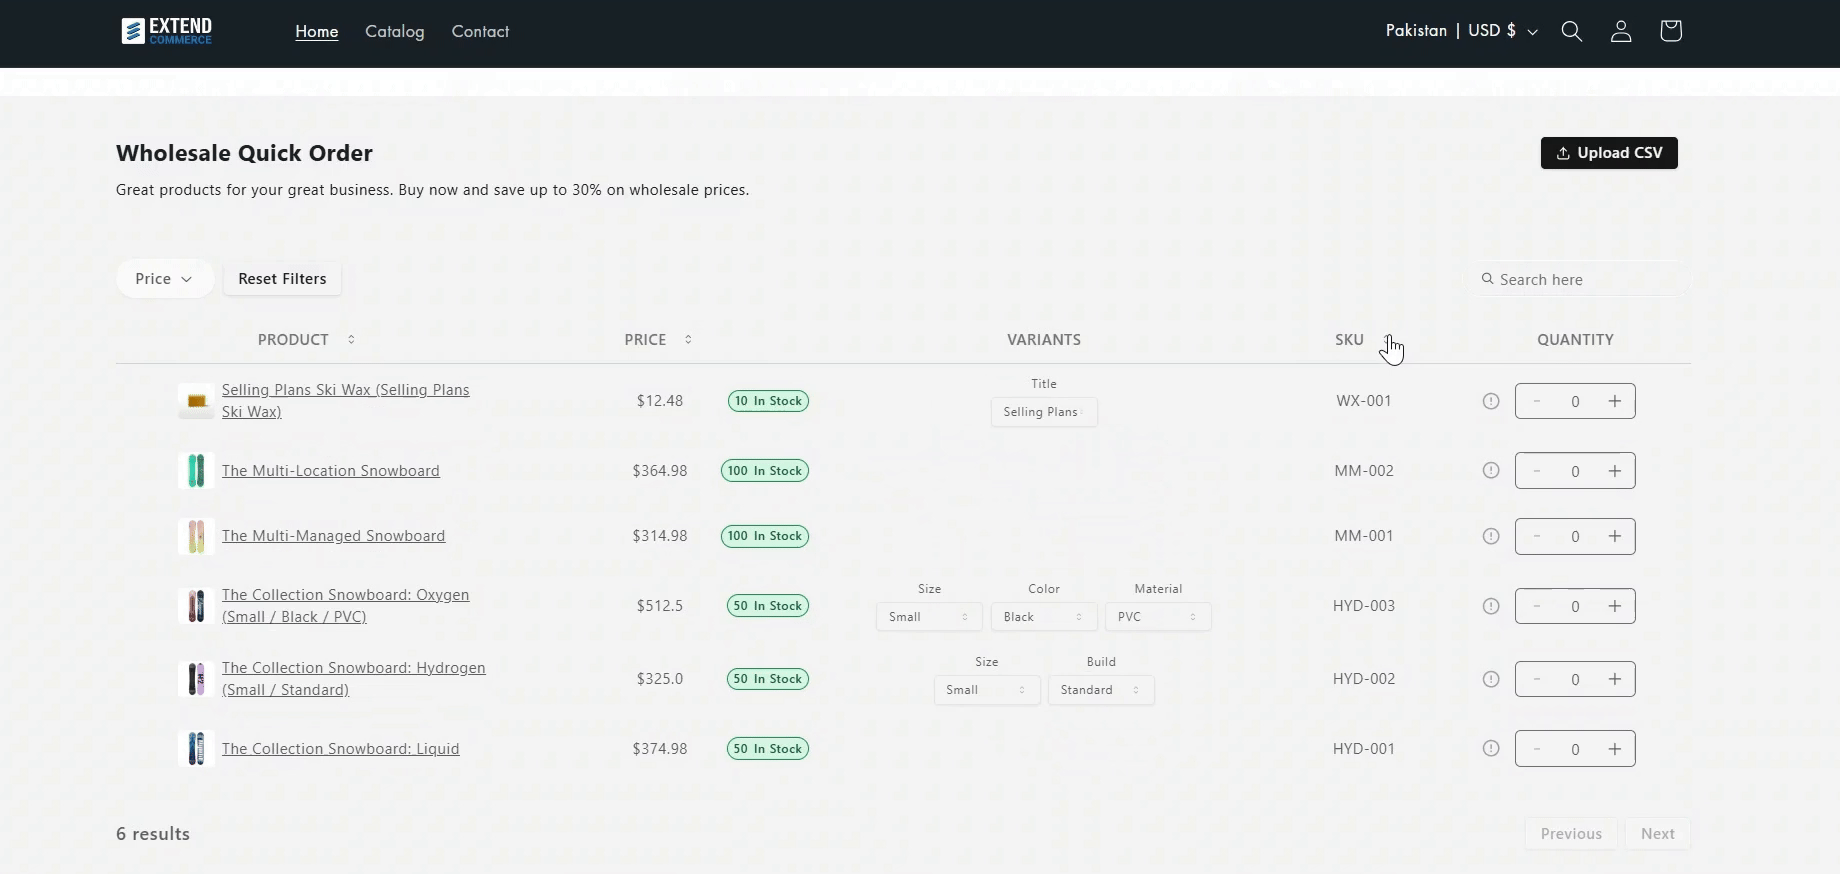 EXTEND
COMMERCE
Home Catalog Contact
Pakistan | USD $
Wholesale Quick Order
Upload CSV
Great products for your great business. Buy now and save up to 30% on wholesale prices.
Price
Reset Filters
Search here
PRODUCT PRICE VARIANTS SKU QUANTITY
Selling Plans Ski Wax (Selling Plans
Ski Wax)
$12.48
10 In Stock
Title
Selling Plans
WX-001
- 0 +
The Multi-Location Snowboard
$364.98
100 In Stock
MM-002
- 0 +
The Multi-Managed Snowboard
$314.98
100 In Stock
MM-001
- 0 +
The Collection Snowboard: Oxygen
(Small / Black / PVC)
$512.5
50 In Stock
Size Color Material
Small Black PVC
HYD-003
- 0 +
The Collection Snowboard: Hydrogen
(Small / Standard)
$325.0
50 In Stock
Size Build
Small Standard
HYD-002
- 0 +
The Collection Snowboard: Liquid
$374.98
50 In Stock
HYD-001
- 0 +
6 results
Previous Next